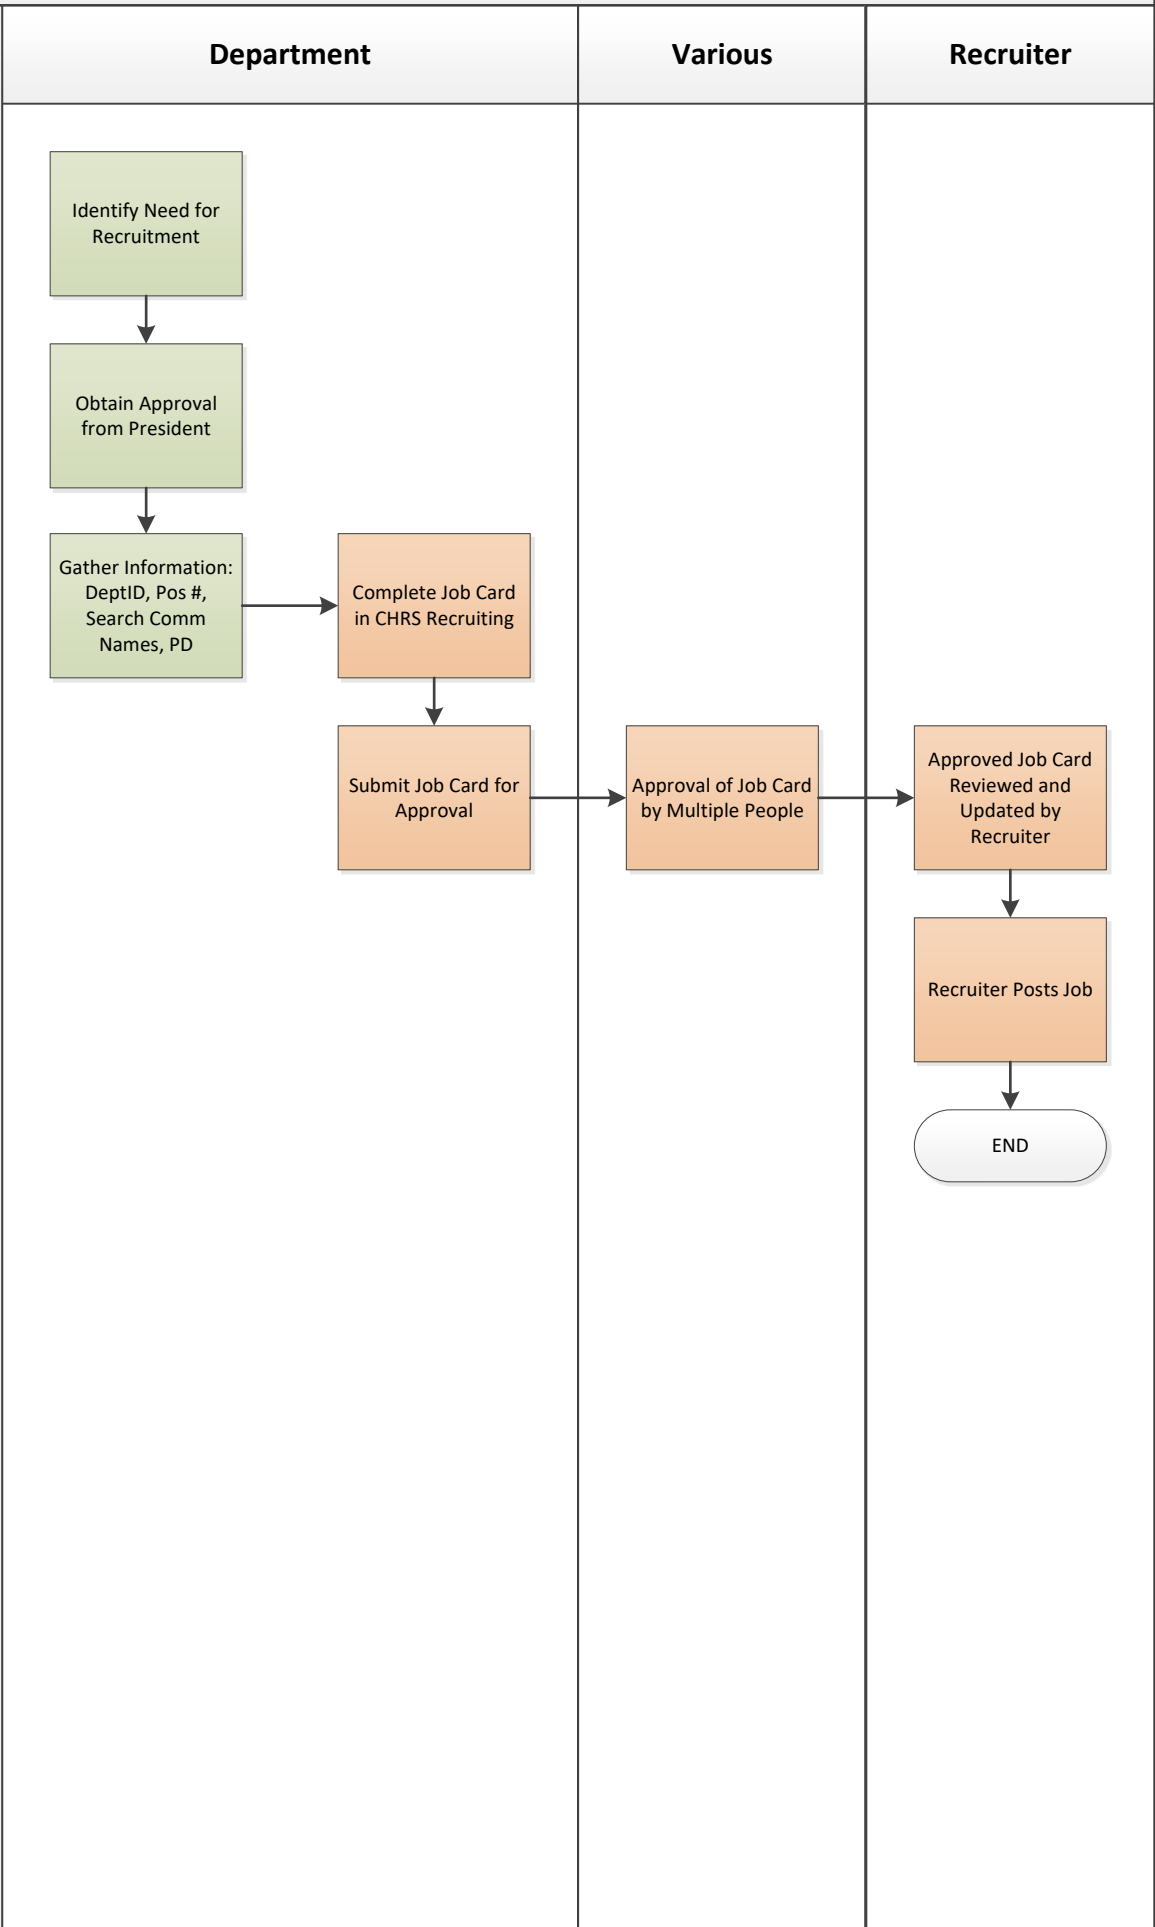 Department
Various
Recruiter
Identify Need for
Recruitment
Obtain Approval
from President
Gather Information:
DeptID, Pos #,
Search Comm
Names, PD
Complete Job Card
in CHRS Recruiting
Submit Job Card for
Approval
Approval of Job Card
by Multiple People
Approved Job Card
Reviewed and
Updated by
Recruiter
Recruiter Posts Job
END